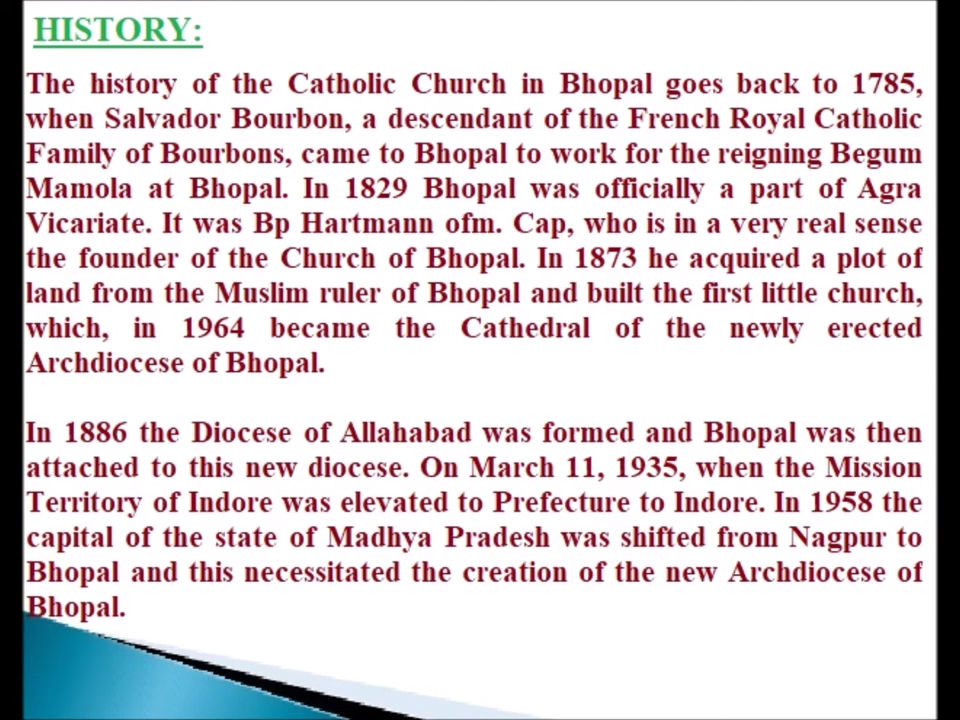 HISTORY:
The history of the Catholic Church in Bhopal goes back to 1785,
when Salvador Bourbon, a descendant of the French Royal Catholic
Family of Bourbons, came to Bhopal to work for the reigning Begum
Mamola at Bhopal. In 1829 Bhopal was officially a part of Agra
Vicariate. It was Bp Hartmann ofm. Cap, who is in a very real sense
the founder of the Church of Bhopal. In 1873 he acquired a plot of
land from the Muslim ruler of Bhopal and built the first little church,
which, in 1964 became the Cathedral of the newly erected
Archdiocese of Bhopal.
In 1886 the Diocese of Allahabad was formed and Bhopal was then
attached to this new diocese. On March 11, 1935, when the Mission
Territory of Indore was elevated to Prefecture to Indore. In 1958 the
capital of the state of Madhya Pradesh was shifted from Nagpur to
Bhopal and this necessitated the creation of the new Archdiocese of
Bhopal.